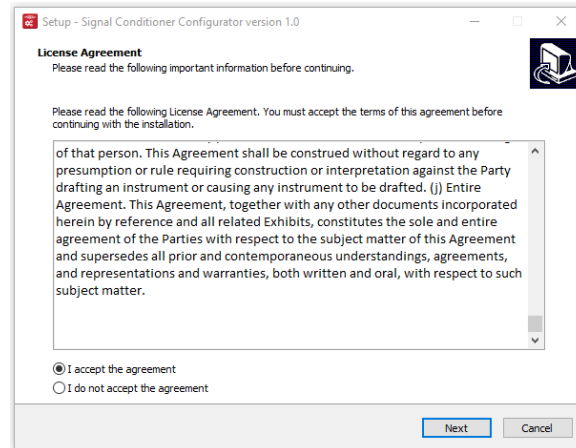 Setup - Signal Conditioner Configurator version 1.0
License Agreement
Please read the following important information before continuing.
Please read the following License Agreement. You must accept the terms of this agreement before
continuing with the installation.
of that person. This Agreement shall be construed without regard to any
presumption or rule requiring construction or interpretation against the Party
drafting an instrument or causing any instrument to be drafted. (j) Entire
Agreement. This Agreement, together with any other documents incorporated
herein by reference and all related Exhibits, constitutes the sole and entire
agreement of the Parties with respect to the subject matter of this Agreement
and supersedes all prior and contemporaneous understandings, agreements,
and representations and warranties, both written and oral, with respect to such
subject matter.
I accept the agreement
I do not accept the agreement
Next
Cancel